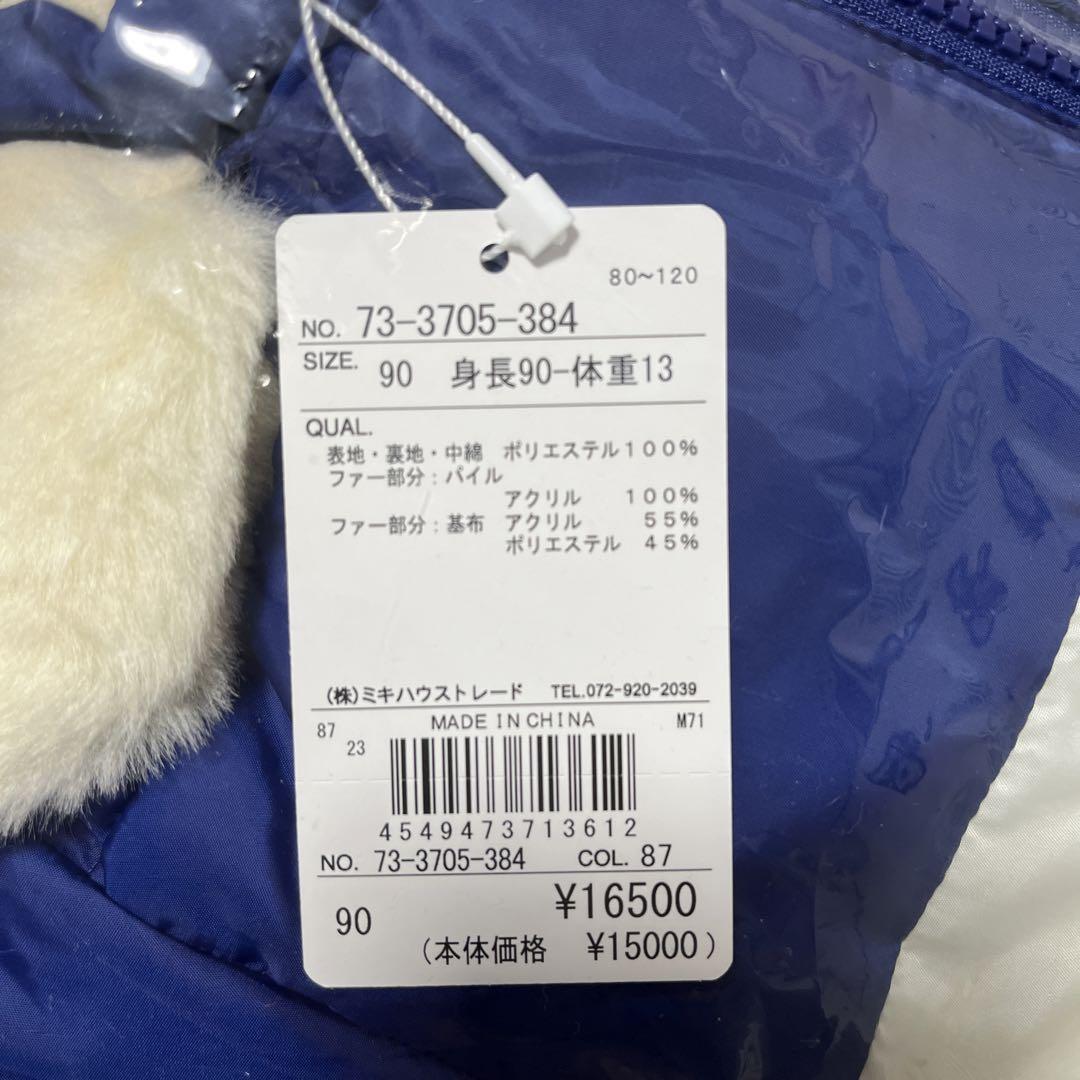 80~120
NO. 73-3705-384
SIZE. 90 身長90-体重13
QUAL.
表地・裏地・中綿 ポリエステル100%
ファー部分:パイル
アクリル 100%
ファー部分:基布 アクリル 55%
ポリエステル 45%
(株)ミキハウストレード TEL.072-920-2039
87 MADE IN CHINA M71
23
4549473713612
NO. 73-3705-384 COL. 87
90 ¥16500
(本体価格 ¥15000)